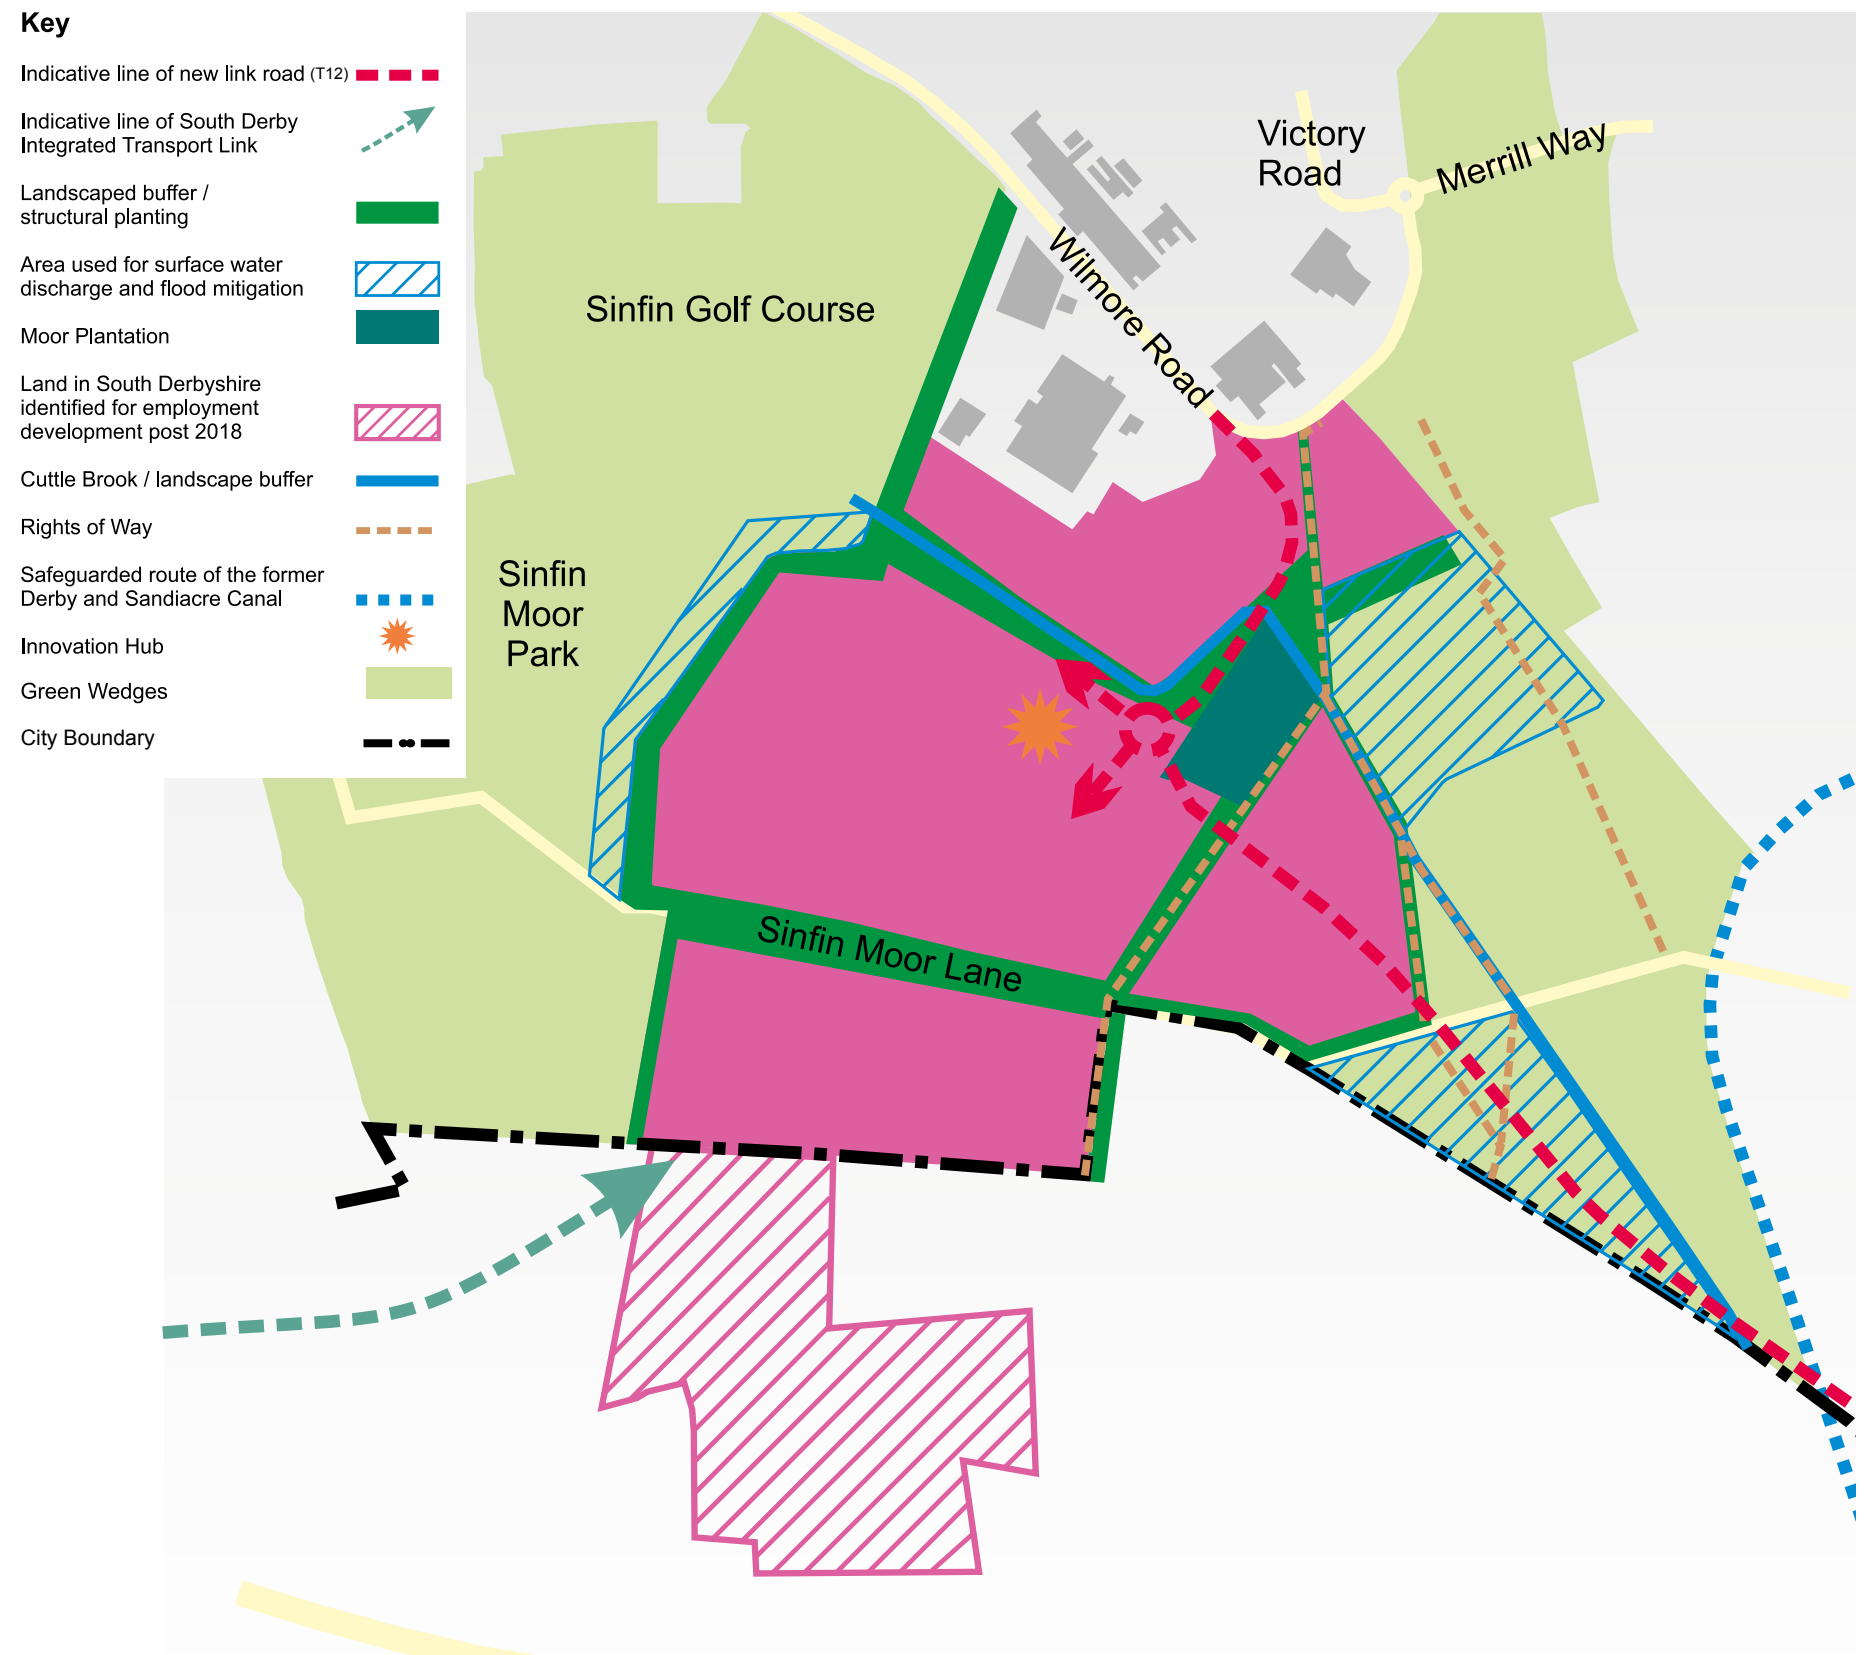 Key
Indicative line of new link road (T12)
Indicative line of South Derby
Integrated Transport Link
Landscaped buffer /
structural planting
Area used for surface water
discharge and flood mitigation
Moor Plantation
Land in South Derbyshire
identified for employment
development post 2018
Cuttle Brook / landscape buffer
Rights of Way
Safeguarded route of the former
Derby and Sandiacre Canal
Innovation Hub
Green Wedges
City Boundary
Victory
Road
Merrill Way
Wilmore Road
Sinfin Golf Course
Sinfin
Moor
Park
Sinfin Moor Lane